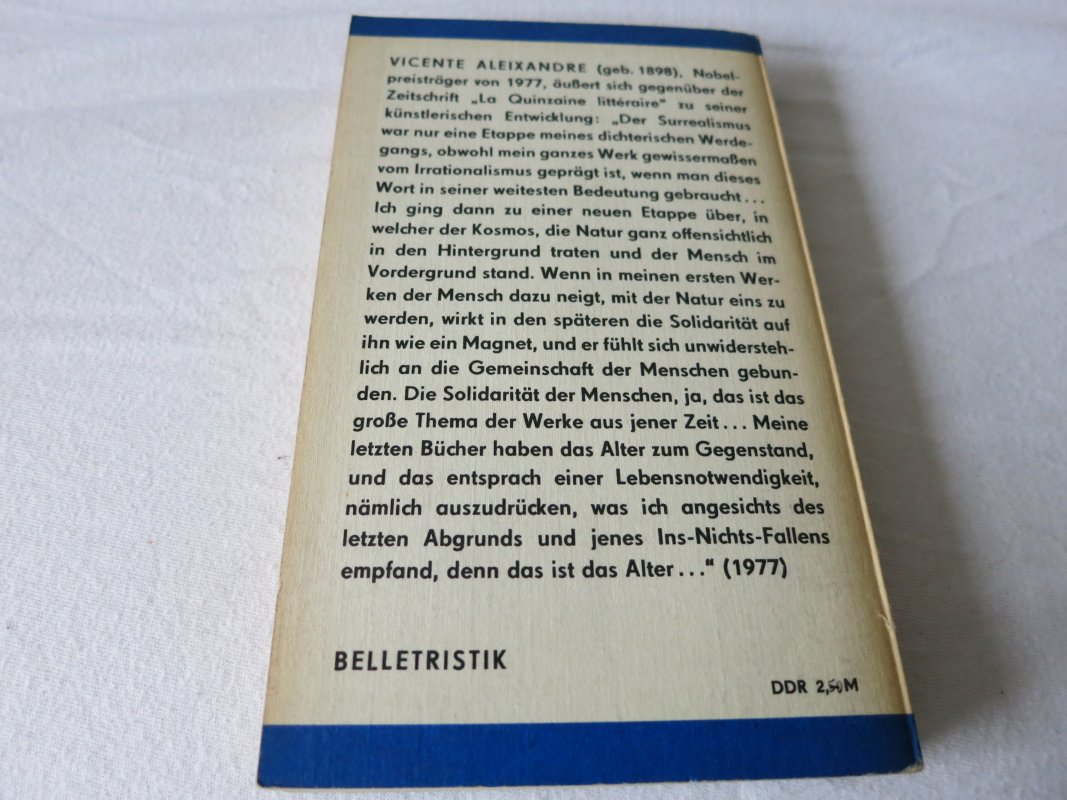 VICENTE ALEIXANDRE (geb. 1898), Nobel-
preisträger von 1977, äußert sich gegenüber der
Zeitschrift „La Quinzaine littéraire" zu seiner
künstlerischen Entwicklung: „Der Surrealismus
war nur eine Etappe meines dichterischen Werde-
gangs, obwohl mein ganzes Werk gewissermaßen
vom Irrationalismus geprägt ist, wenn man dieses
Wort in seiner weitesten Bedeutung gebraucht...
Ich ging dann zu einer neuen Etappe über, in
welcher der Kosmos, die Natur ganz offensichtlich
in den Hintergrund traten und der Mensch im
Vordergrund stand. Wenn in meinen ersten Wer-
ken der Mensch dazu neigt, mit der Natur eins zu
werden, wirkt in den späteren die Solidarität auf
ihn wie ein Magnet, und er fühlt sich unwidersteh-
lich an die Gemeinschaft der Menschen gebun-
den. Die Solidarität der Menschen, ja, das ist das
große Thema der Werke aus jener Zeit... Meine
letzten Bücher haben das Alter zum Gegenstand,
und das entsprach einer Lebensnotwendigkeit,
nämlich auszudrücken, was ich angesichts des
letzten Abgrunds und jenes Ins-Nichts-Fallens
empfand, denn das ist das Alter..." (1977)
BELLETRISTIK
DDR 2,50 M